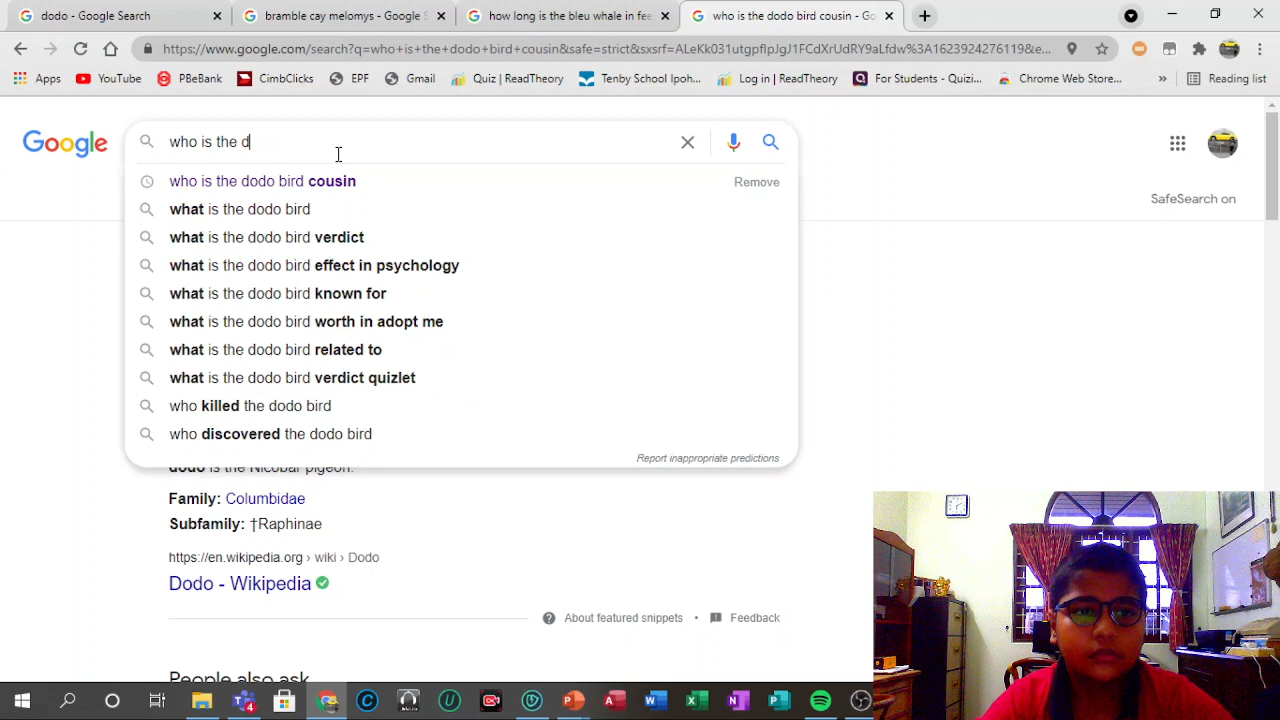 dodo - Google Search
bramble cay melomys - Google S
how long is the bleu whale in fee
who is the dodo bird cousin - Go
https://www.google.com/search?q=who+is+the+dodo+bird+cousin&safe=strict&sxsrf=ALeKk031utgpflpJgJ1FCdXrUdRY9aLfdw%3A1623924276119&e...
Apps
YouTube
PBeBank
CimbClicks
EPF
Gmail
Quiz | ReadTheory
Tenby School Ipoh...
Log in | ReadTheory
For Students - Quizi...
Chrome Web Store...
»
Reading list
Google
who is the d
SafeSearch on
who is the dodo bird cousin
Remove
what is the dodo bird
what is the dodo bird verdict
what is the dodo bird effect in psychology
what is the dodo bird known for
what is the dodo bird worth in adopt me
what is the dodo bird related to
what is the dodo bird verdict quizlet
who killed the dodo bird
who discovered the dodo bird
Report inappropriate predictions
dodo is the Nicobar pigeon.
Family: Columbidae
Subfamily: †Raphinae
https://en.wikipedia.org › wiki › Dodo
Dodo - Wikipedia
About featured snippets • Feedback
People also ask